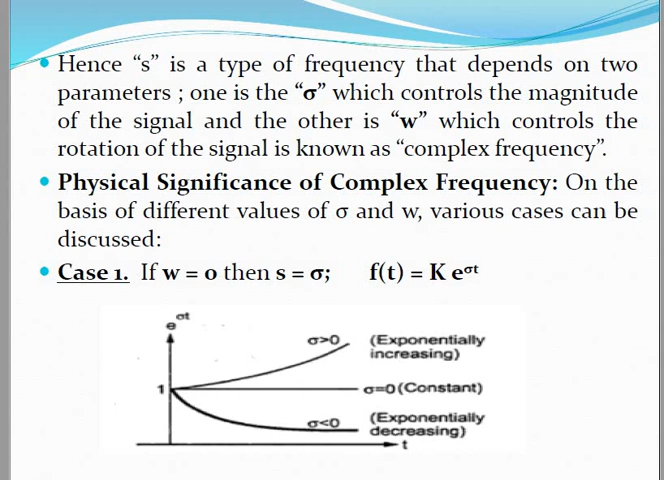 Hence “s” is a type of frequency that depends on two
parameters ; one is the “σ” which controls the magnitude
of the signal and the other is “w” which controls the
rotation of the signal is known as “complex frequency”.
Physical Significance of Complex Frequency: On the
basis of different values of σ and w, various cases can be
discussed:
Case 1. If w = 0 then s = σ; f(t) = K eσt
eσt
σ>0 (Exponentially
increasing)
1 σ=0(Constant)
σ<0 (Exponentially
decreasing)
t